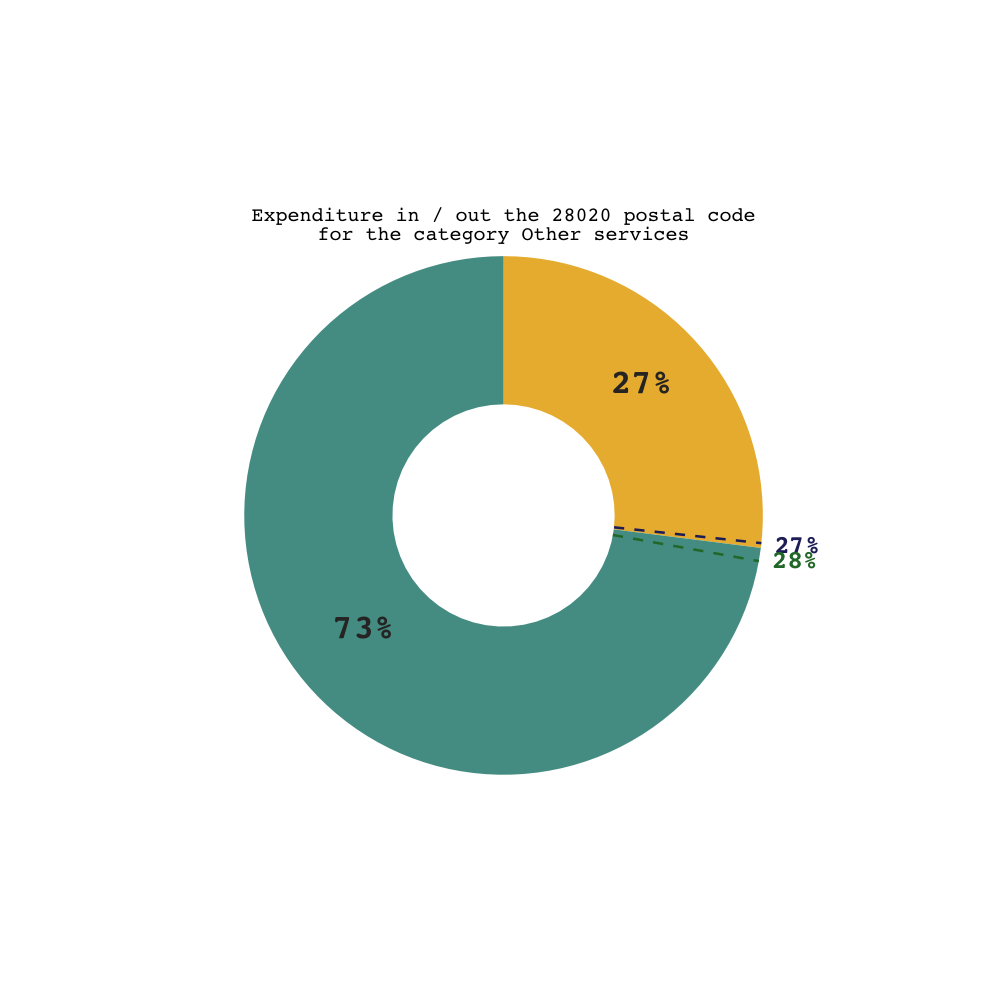 Expenditure in / out the 28020 postal code
for the category Other services
27%
27%
28%
73%